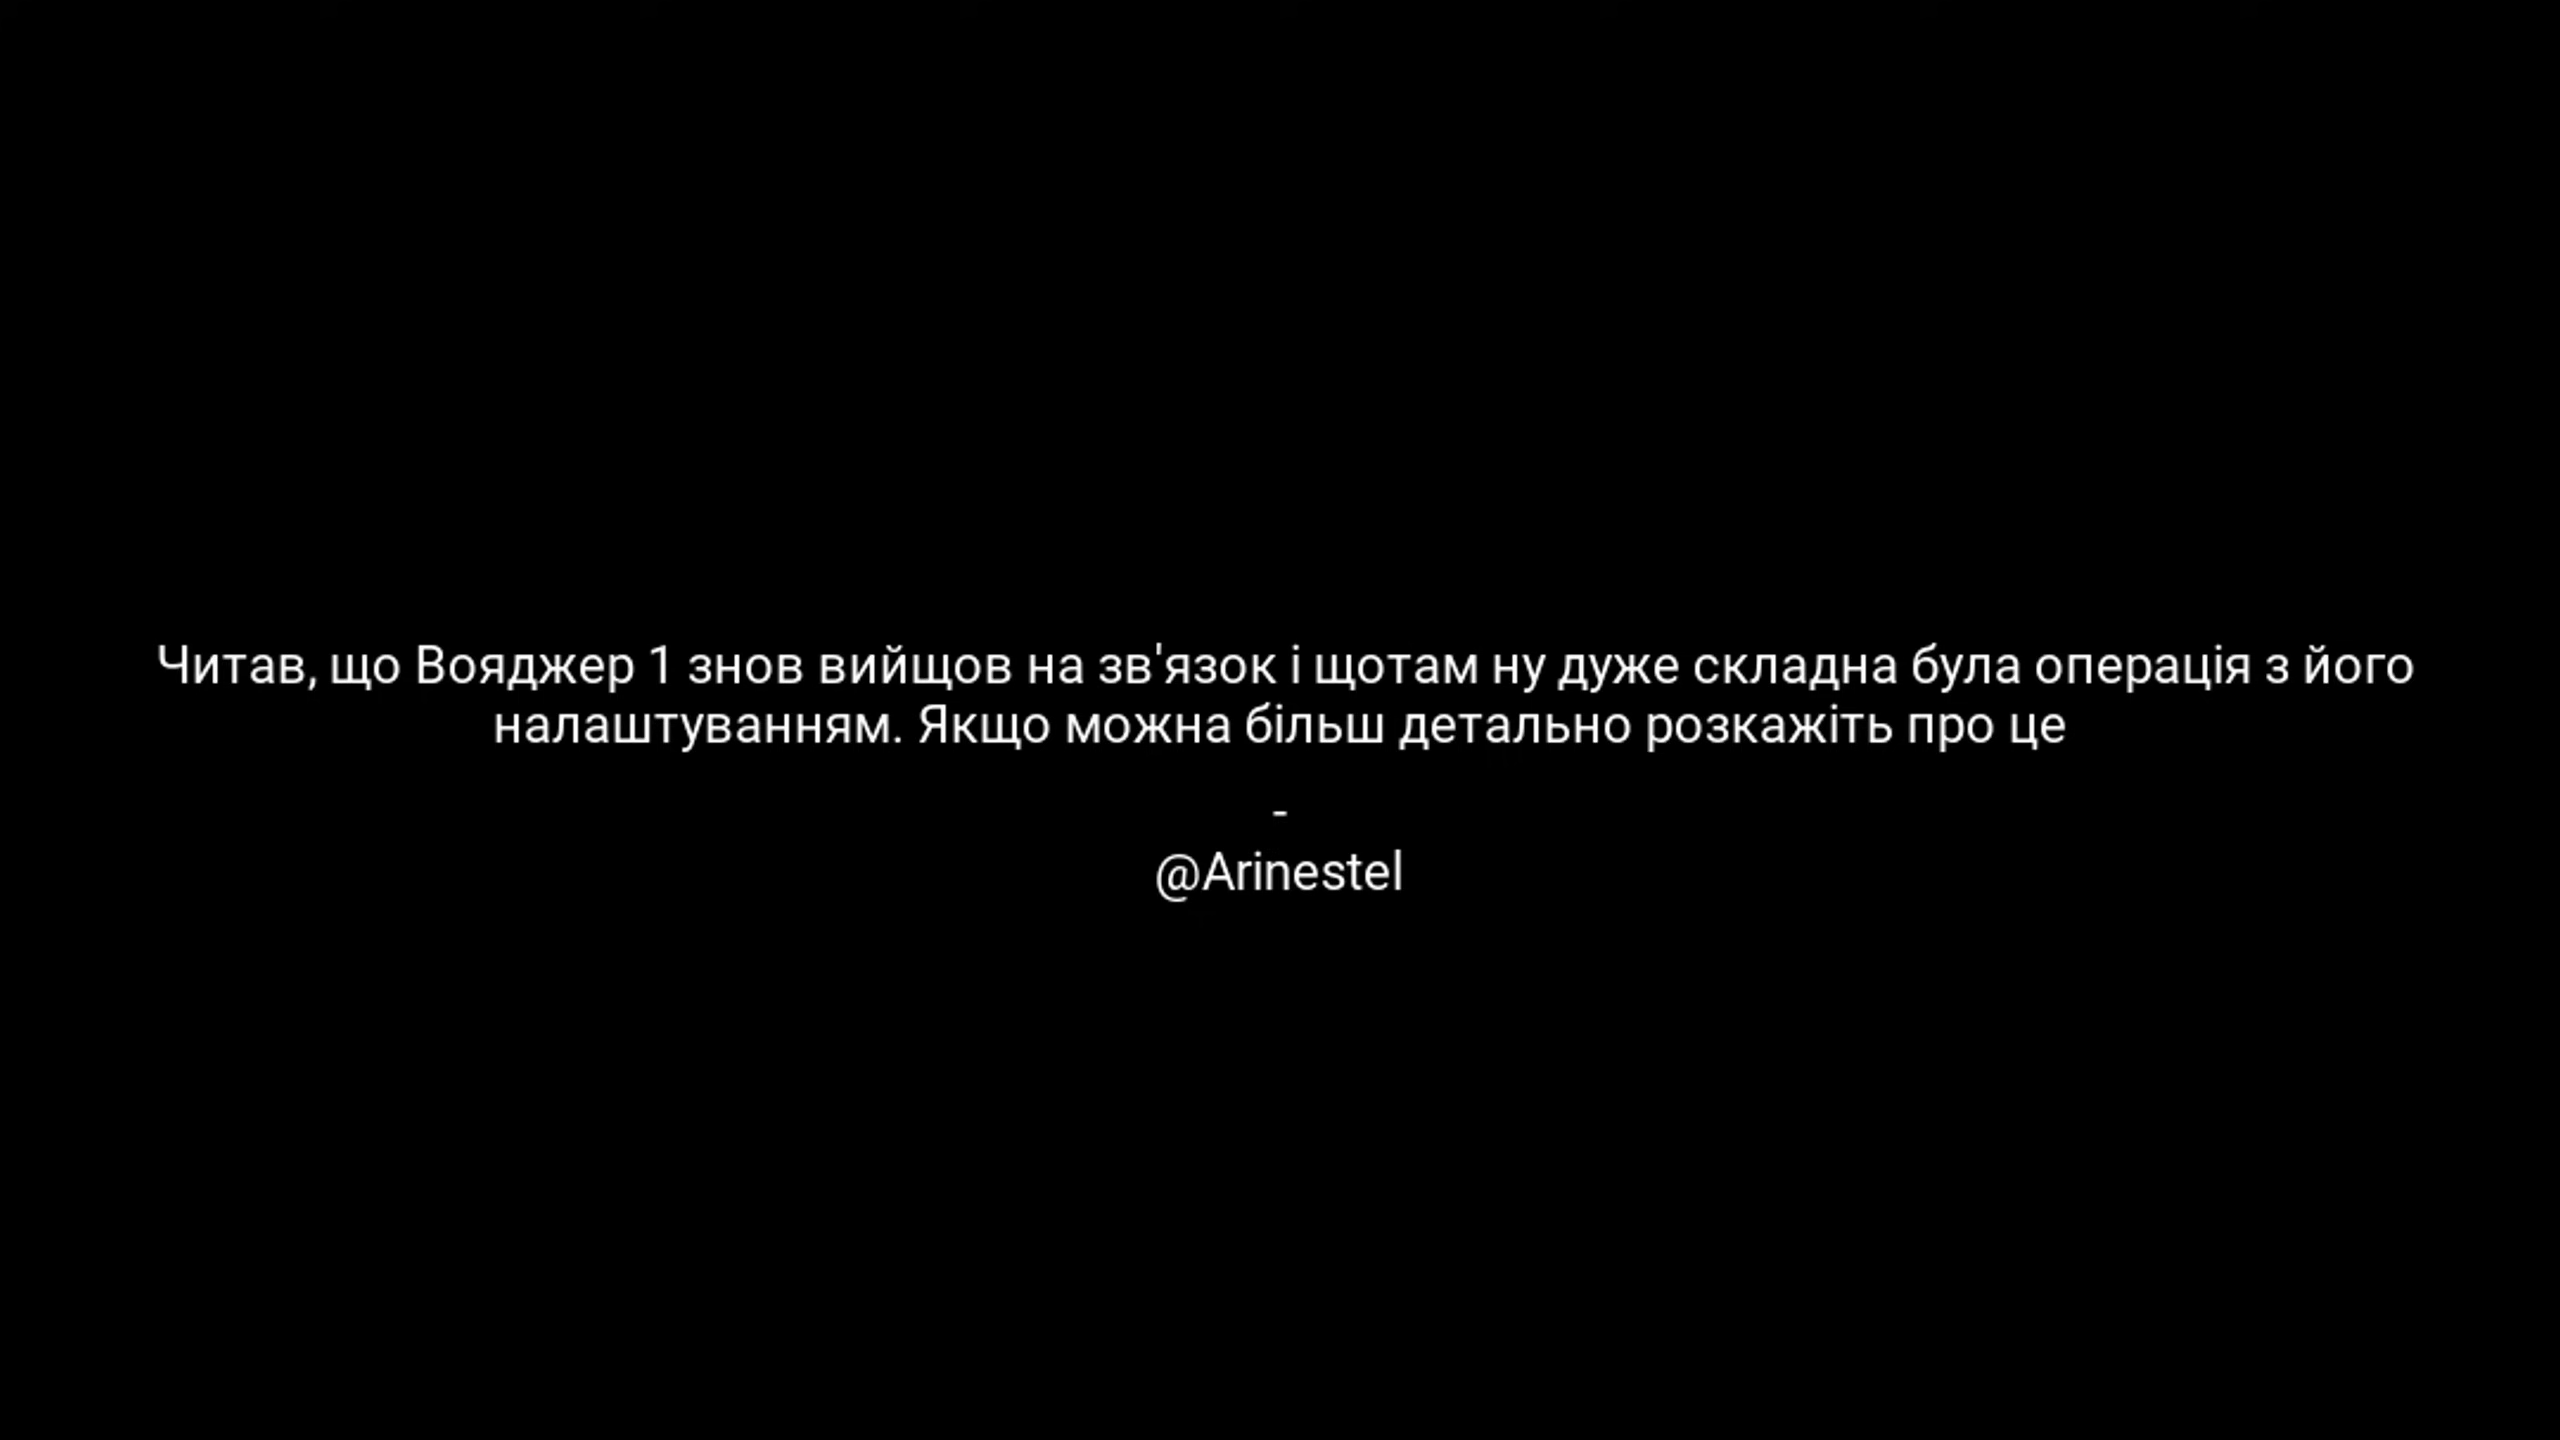 Читав, що Вояджер 1 знов вийщов на зв'язок і щотам ну дуже складна була операція з його
налаштуванням. Якщо можна більш детально розкажіть про це
-
@Arinestel